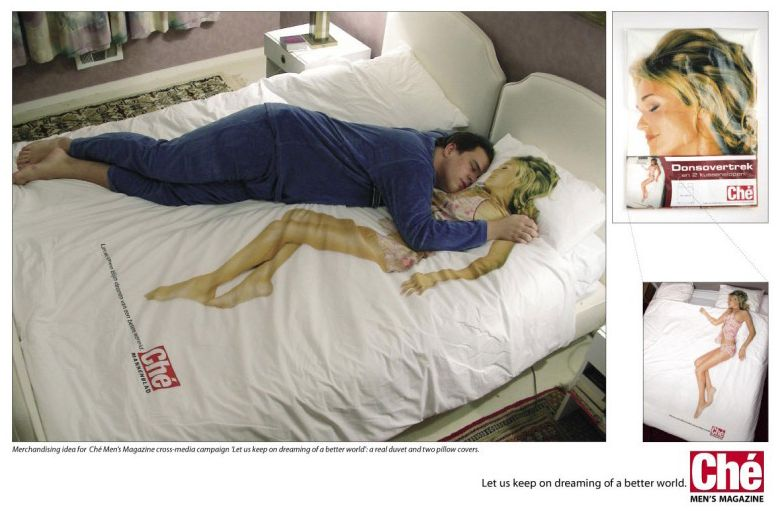 Donsovertrek
en 2 kussenslopen
Ché
Ché
MANNENBLAD
Merchandising idea for Ché Men's Magazine cross-media campaign 'Let us keep on dreaming of a better world': a real duvet and two pillow covers.
Let us keep on dreaming of a better world.
Ché
MEN'S MAGAZINE